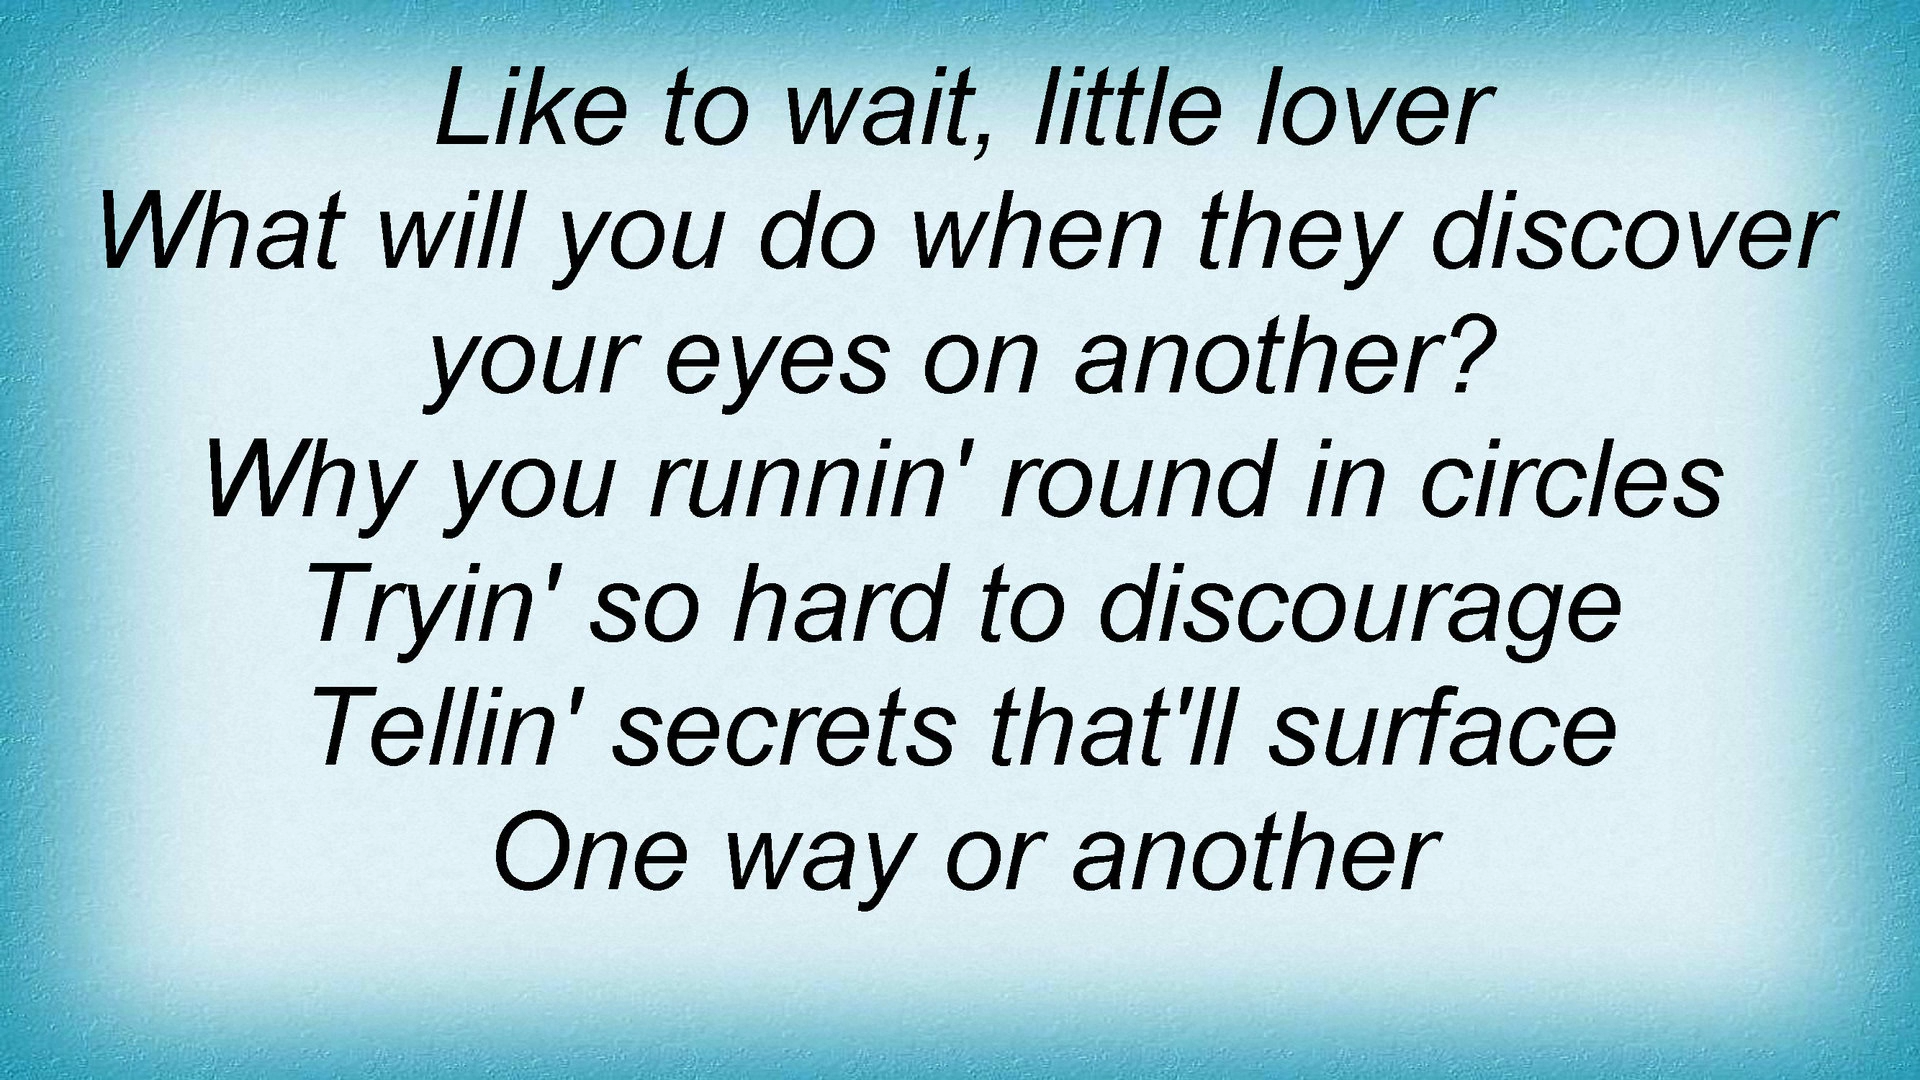 Like to wait, little lover
What will you do when they discover
your eyes on another?
Why you runnin' round in circles
Tryin' so hard to discourage
Tellin' secrets that'll surface
One way or another